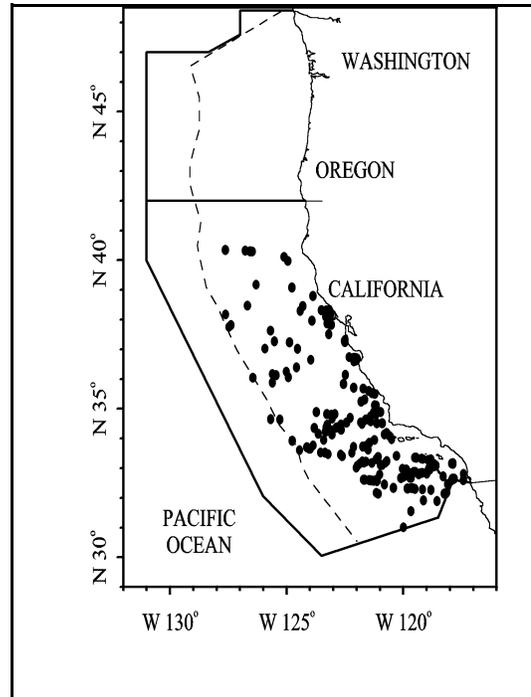 WASHINGTON
N 45°
OREGON
N 40°
CALIFORNIA
N 35°
PACIFIC
OCEAN
N 30°
W 130°
W 125°
W 120°